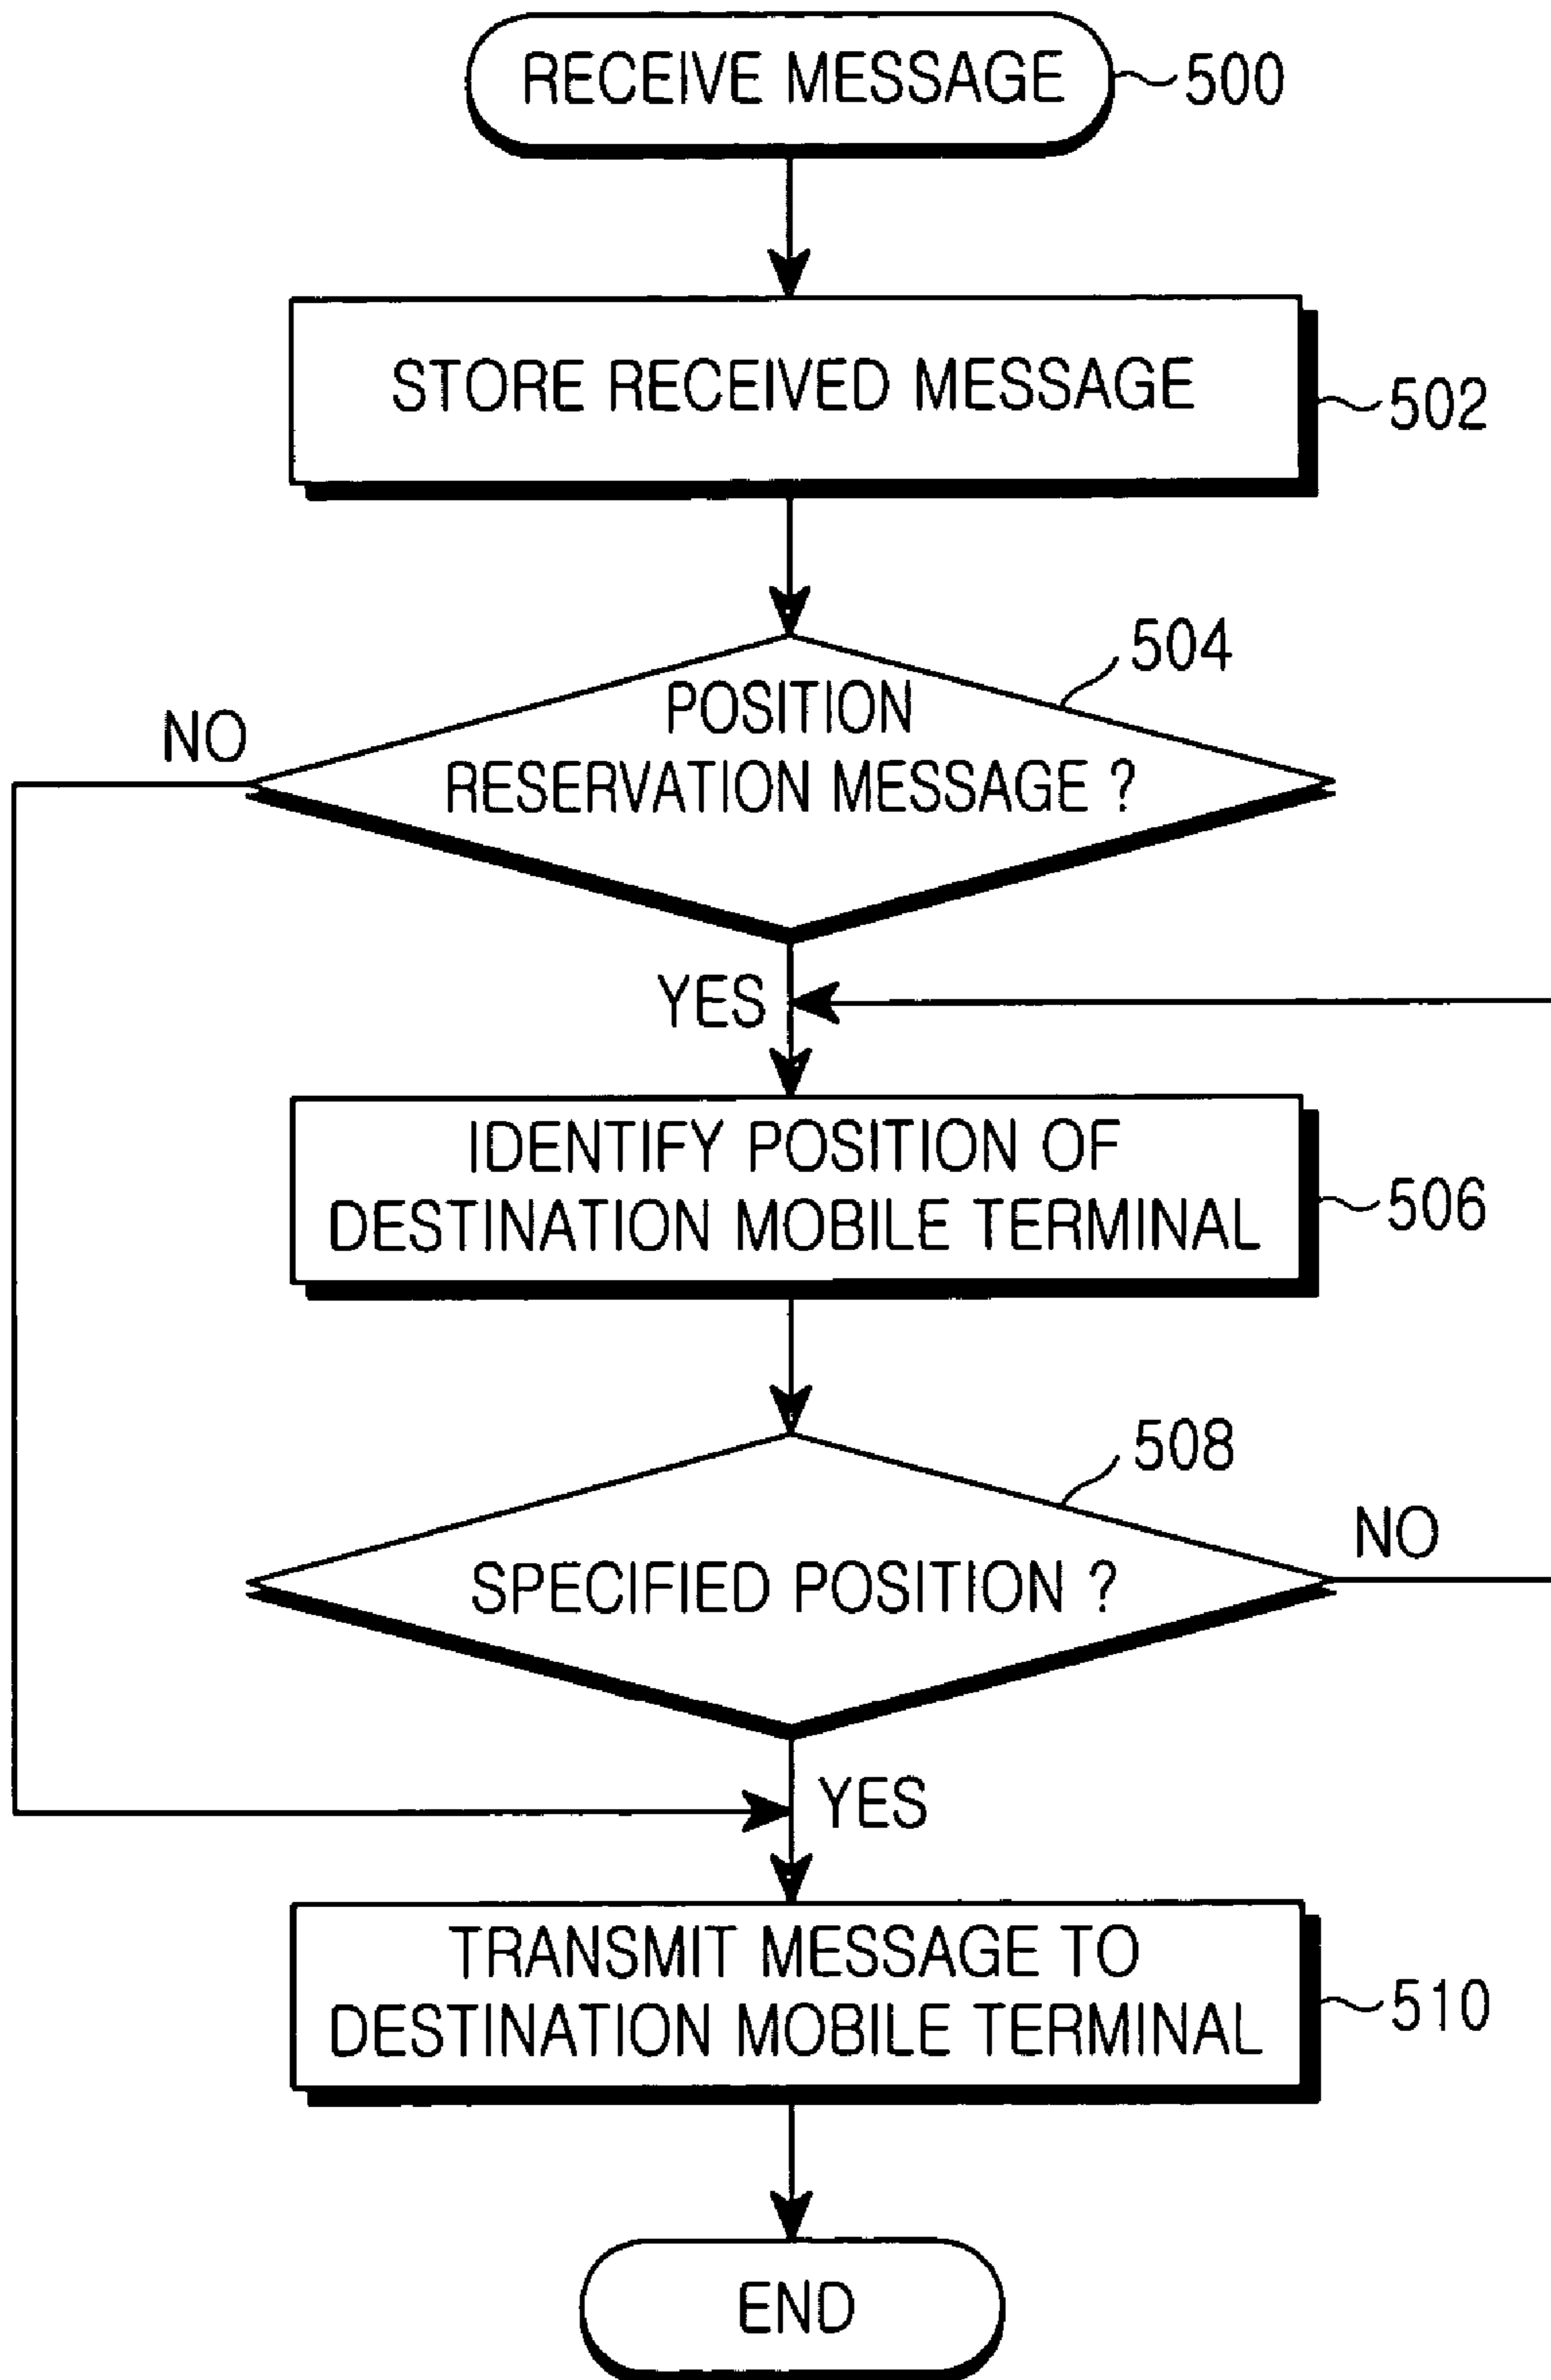 RECEIVE MESSAGE
500
STORE RECEIVED MESSAGE
502
504
POSITION
NO
RESERVATION MESSAGE ?
YES
IDENTIFY POSITION OF
DESTINATION MOBILE TERMINAL
506
508
NO
SPECIFIED POSITION ?
YES
TRANSMIT MESSAGE TO
DESTINATION MOBILE TERMINAL
510
END